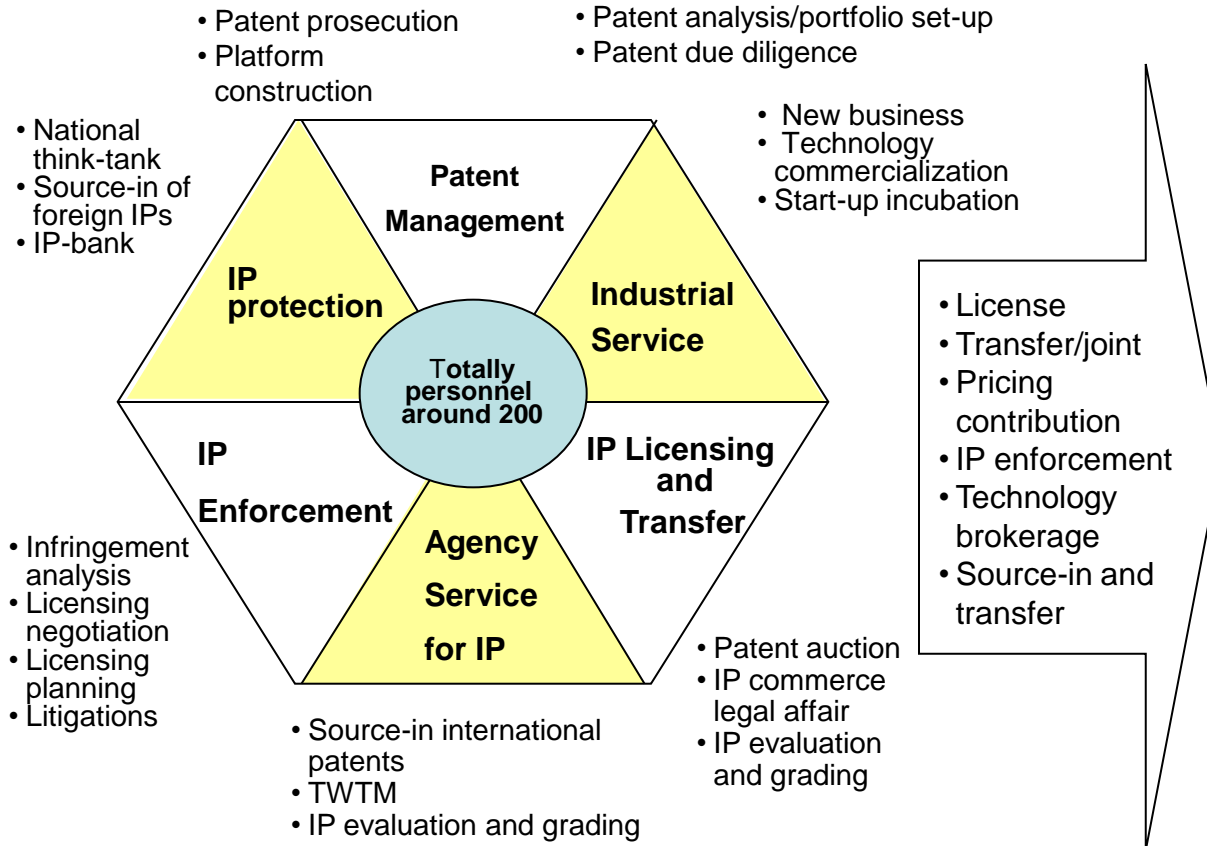 • Patent prosecution
• Platform
construction
• Patent analysis/portfolio set-up
• Patent due diligence
• National
think-tank
• Source-in of
foreign IPs
• IP-bank
• New business
• Technology
commercialization
• Start-up incubation
Patent
Management
IP
protection
Industrial
Service
Totally
personnel
around 200
IP
Enforcement
IP Licensing
and
Transfer
Agency
Service
for IP
• Infringement
analysis
• Licensing
negotiation
• Licensing
planning
• Litigations
• Source-in international
patents
• TWTM
• IP evaluation and grading
• Patent auction
• IP commerce
legal affair
• IP evaluation
and grading
• License
• Transfer/joint
• Pricing
contribution
• IP enforcement
• Technology
brokerage
• Source-in and
transfer